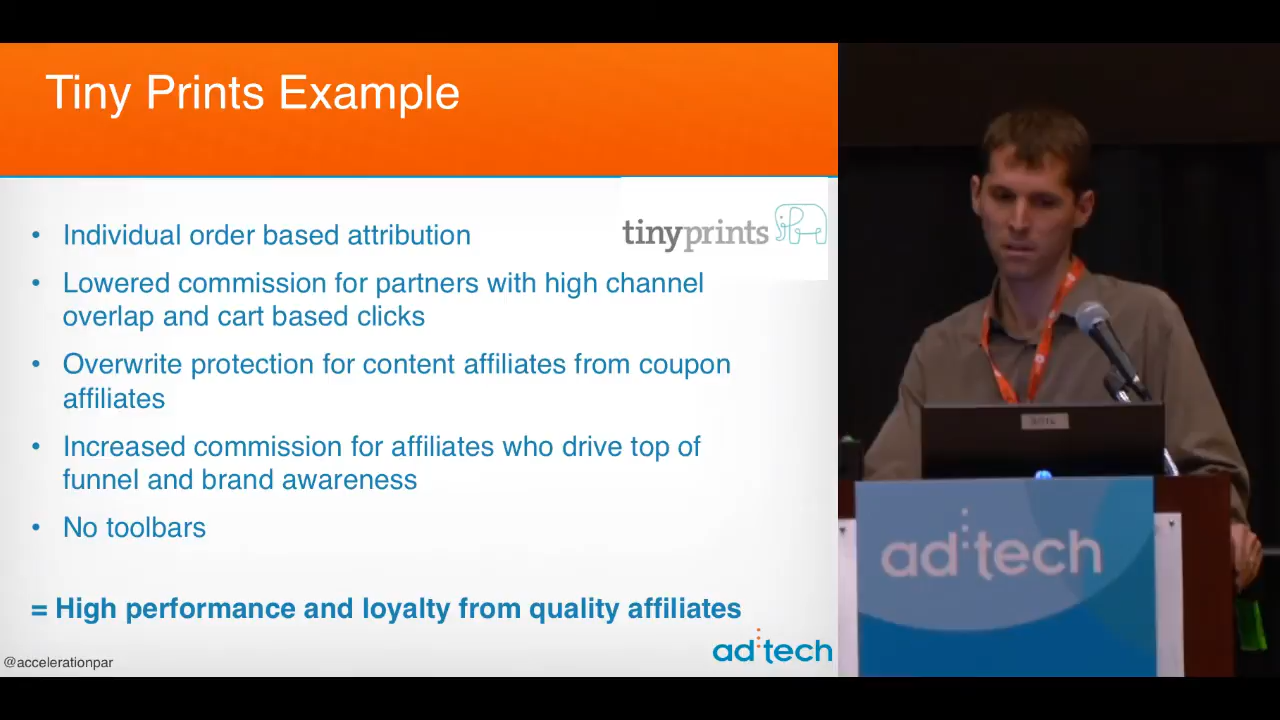 Tiny Prints Example
tinyprints
• Individual order based attribution
• Lowered commission for partners with high channel
overlap and cart based clicks
• Overwrite protection for content affiliates from coupon
affiliates
• Increased commission for affiliates who drive top of
funnel and brand awareness
• No toolbars
= High performance and loyalty from quality affiliates
ad:tech
@accelerationpar
ad:tech